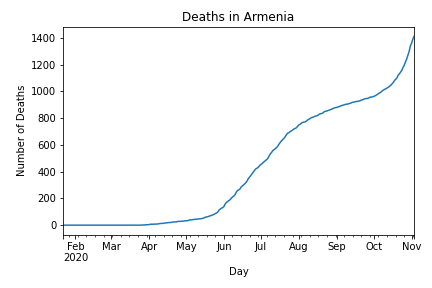 Deaths in Armenia
Number of Deaths
1400
1200
1000
800
600
400
200
0
Feb Mar Apr May Jun Jul Aug Sep Oct Nov
2020
Day